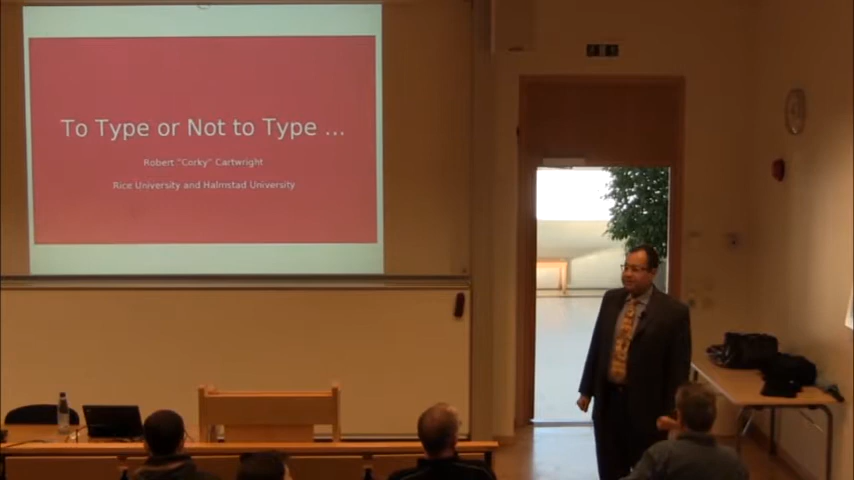 To Type or Not to Type ...
Robert "Corky" Cartwright
Rice University and Halmstad University